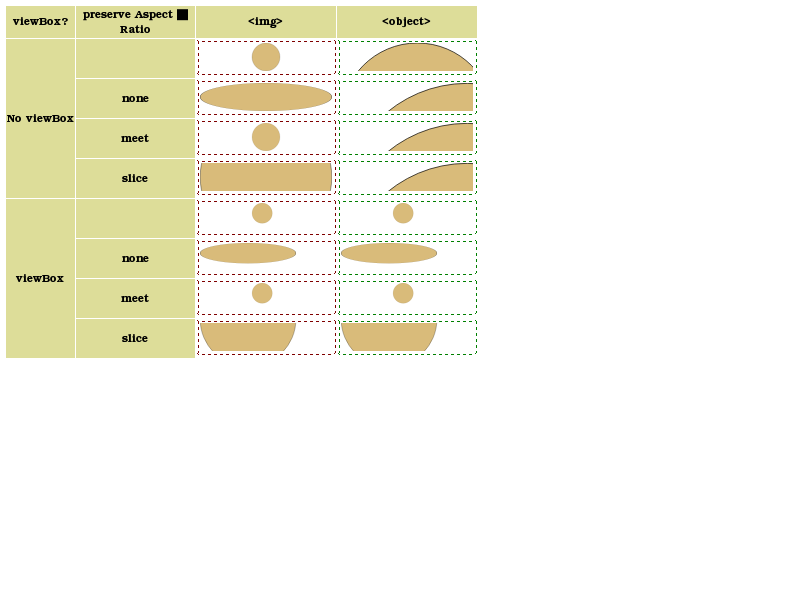 viewBox?
preserve Aspect
Ratio
<img>
<object>
No viewBox
none
meet
slice
viewBox
none
meet
slice